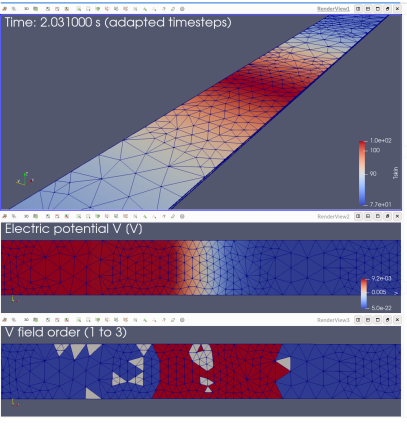 RenderView1
Time: 2.031000 s (adapted timesteps)
1.0e+02
100
90
7.7e+01
RenderView2
Electric potential V [V]
9.2e-03
0.005
5.0e-22
V
RenderView3
V field order (1 to 3)